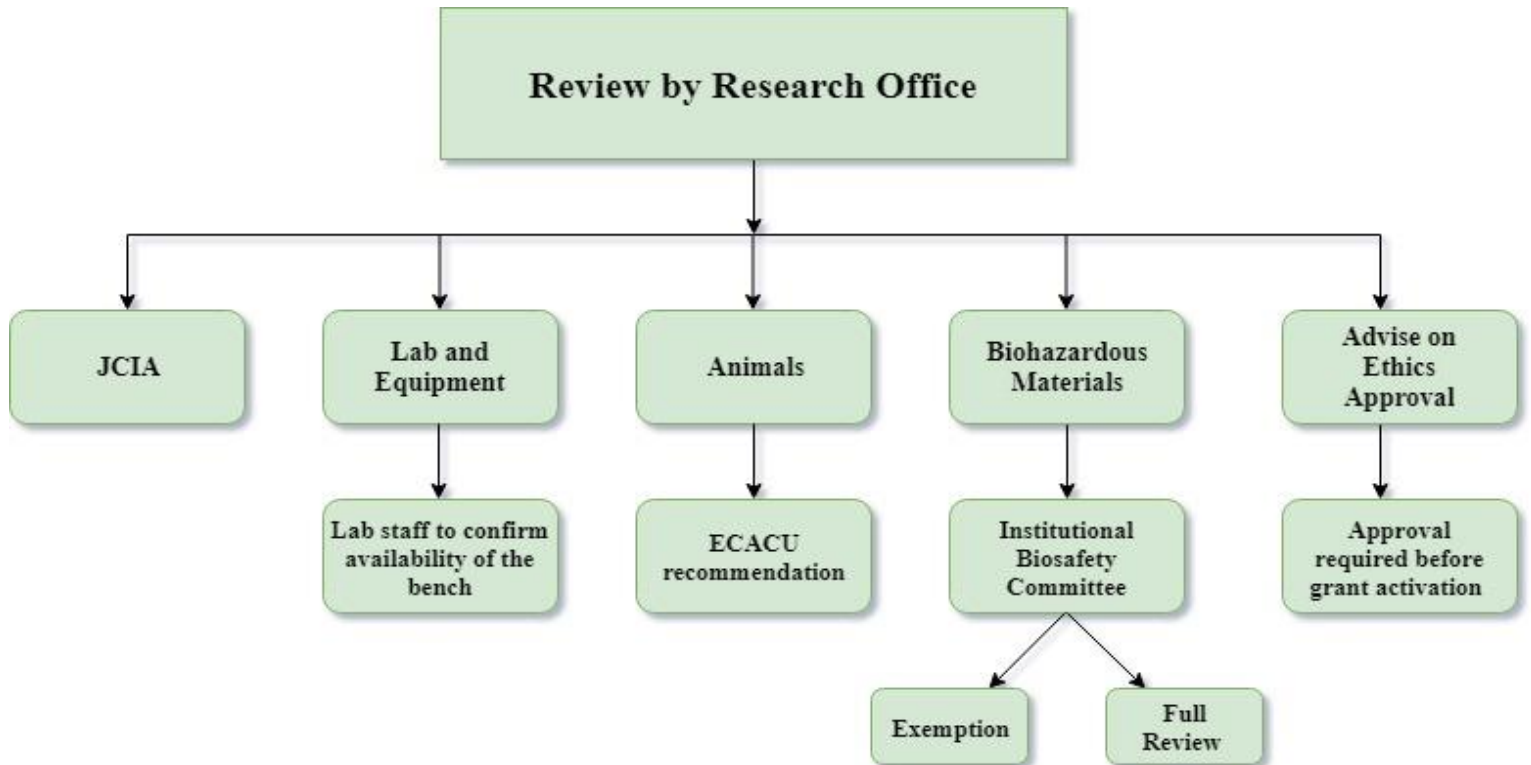 Review by Research Office
JCIA
Lab and
Equipment
Animals
Biohazardous
Materials
Advise on
Ethics
Approval
Lab staff to confirm
availability of the
bench
ECACU
recommendation
Institutional
Biosafety
Committee
Approval
required before
grant activation
Exemption
Full
Review